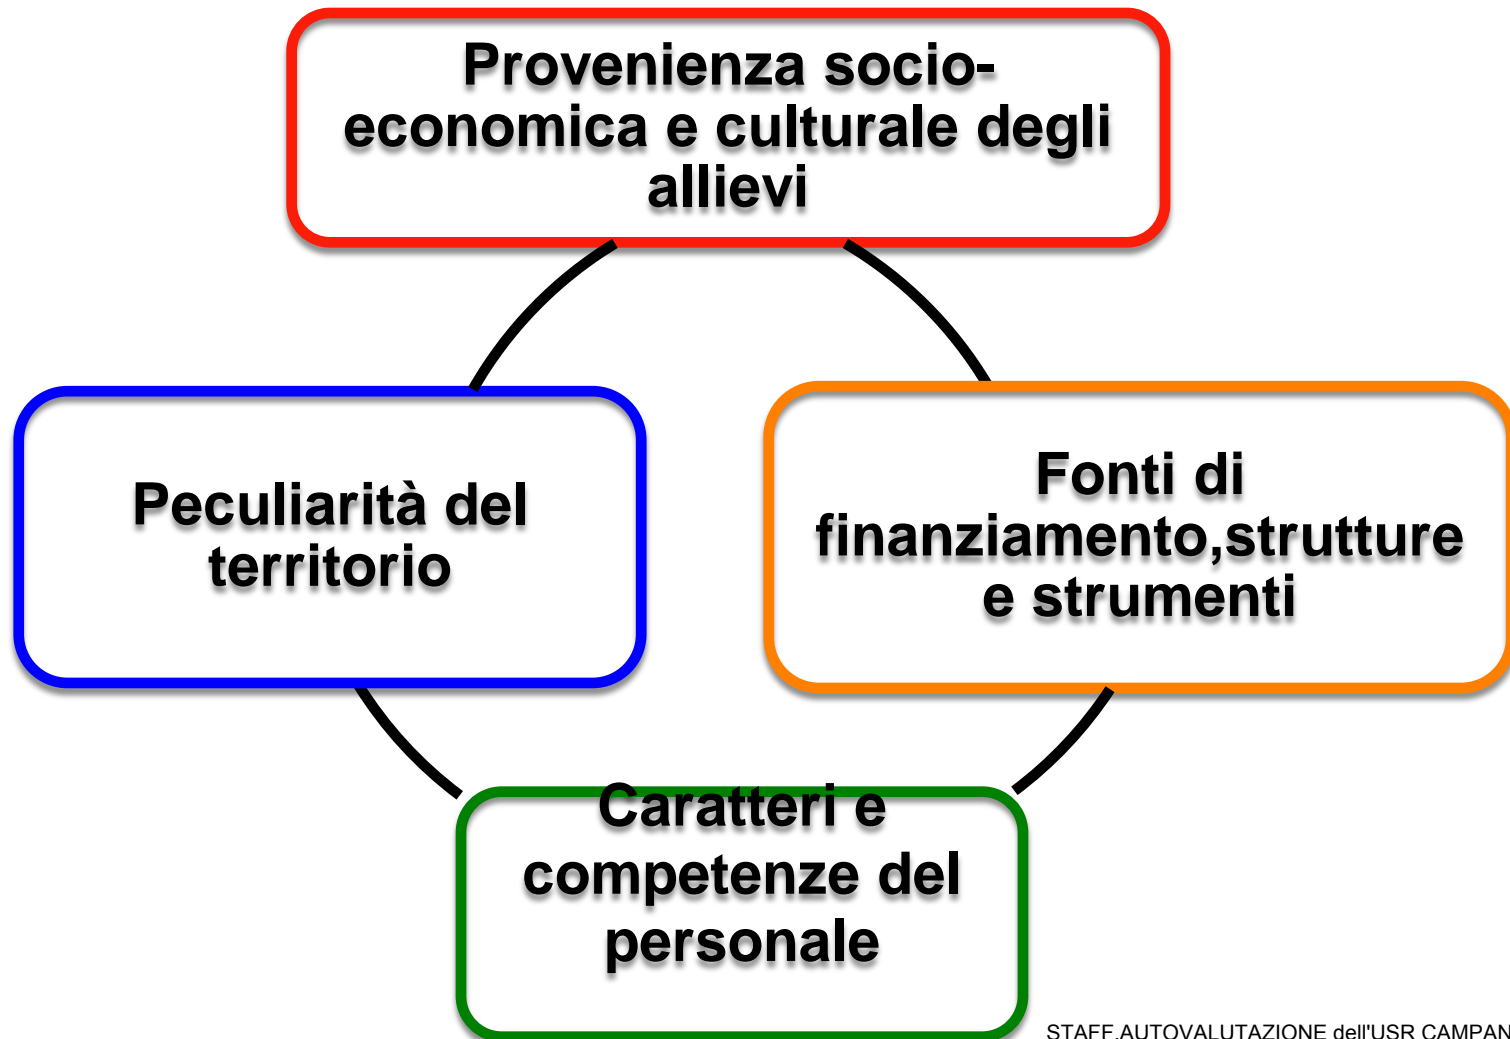 Provenienza socio-
economica e culturale degli
allievi
Peculiarità del
territorio
Fonti di
finanziamento,strutture
e strumenti
Caratteri e
competenze del
personale
STAFF.AUTOVALUTAZIONE dell'USR CAMPAN